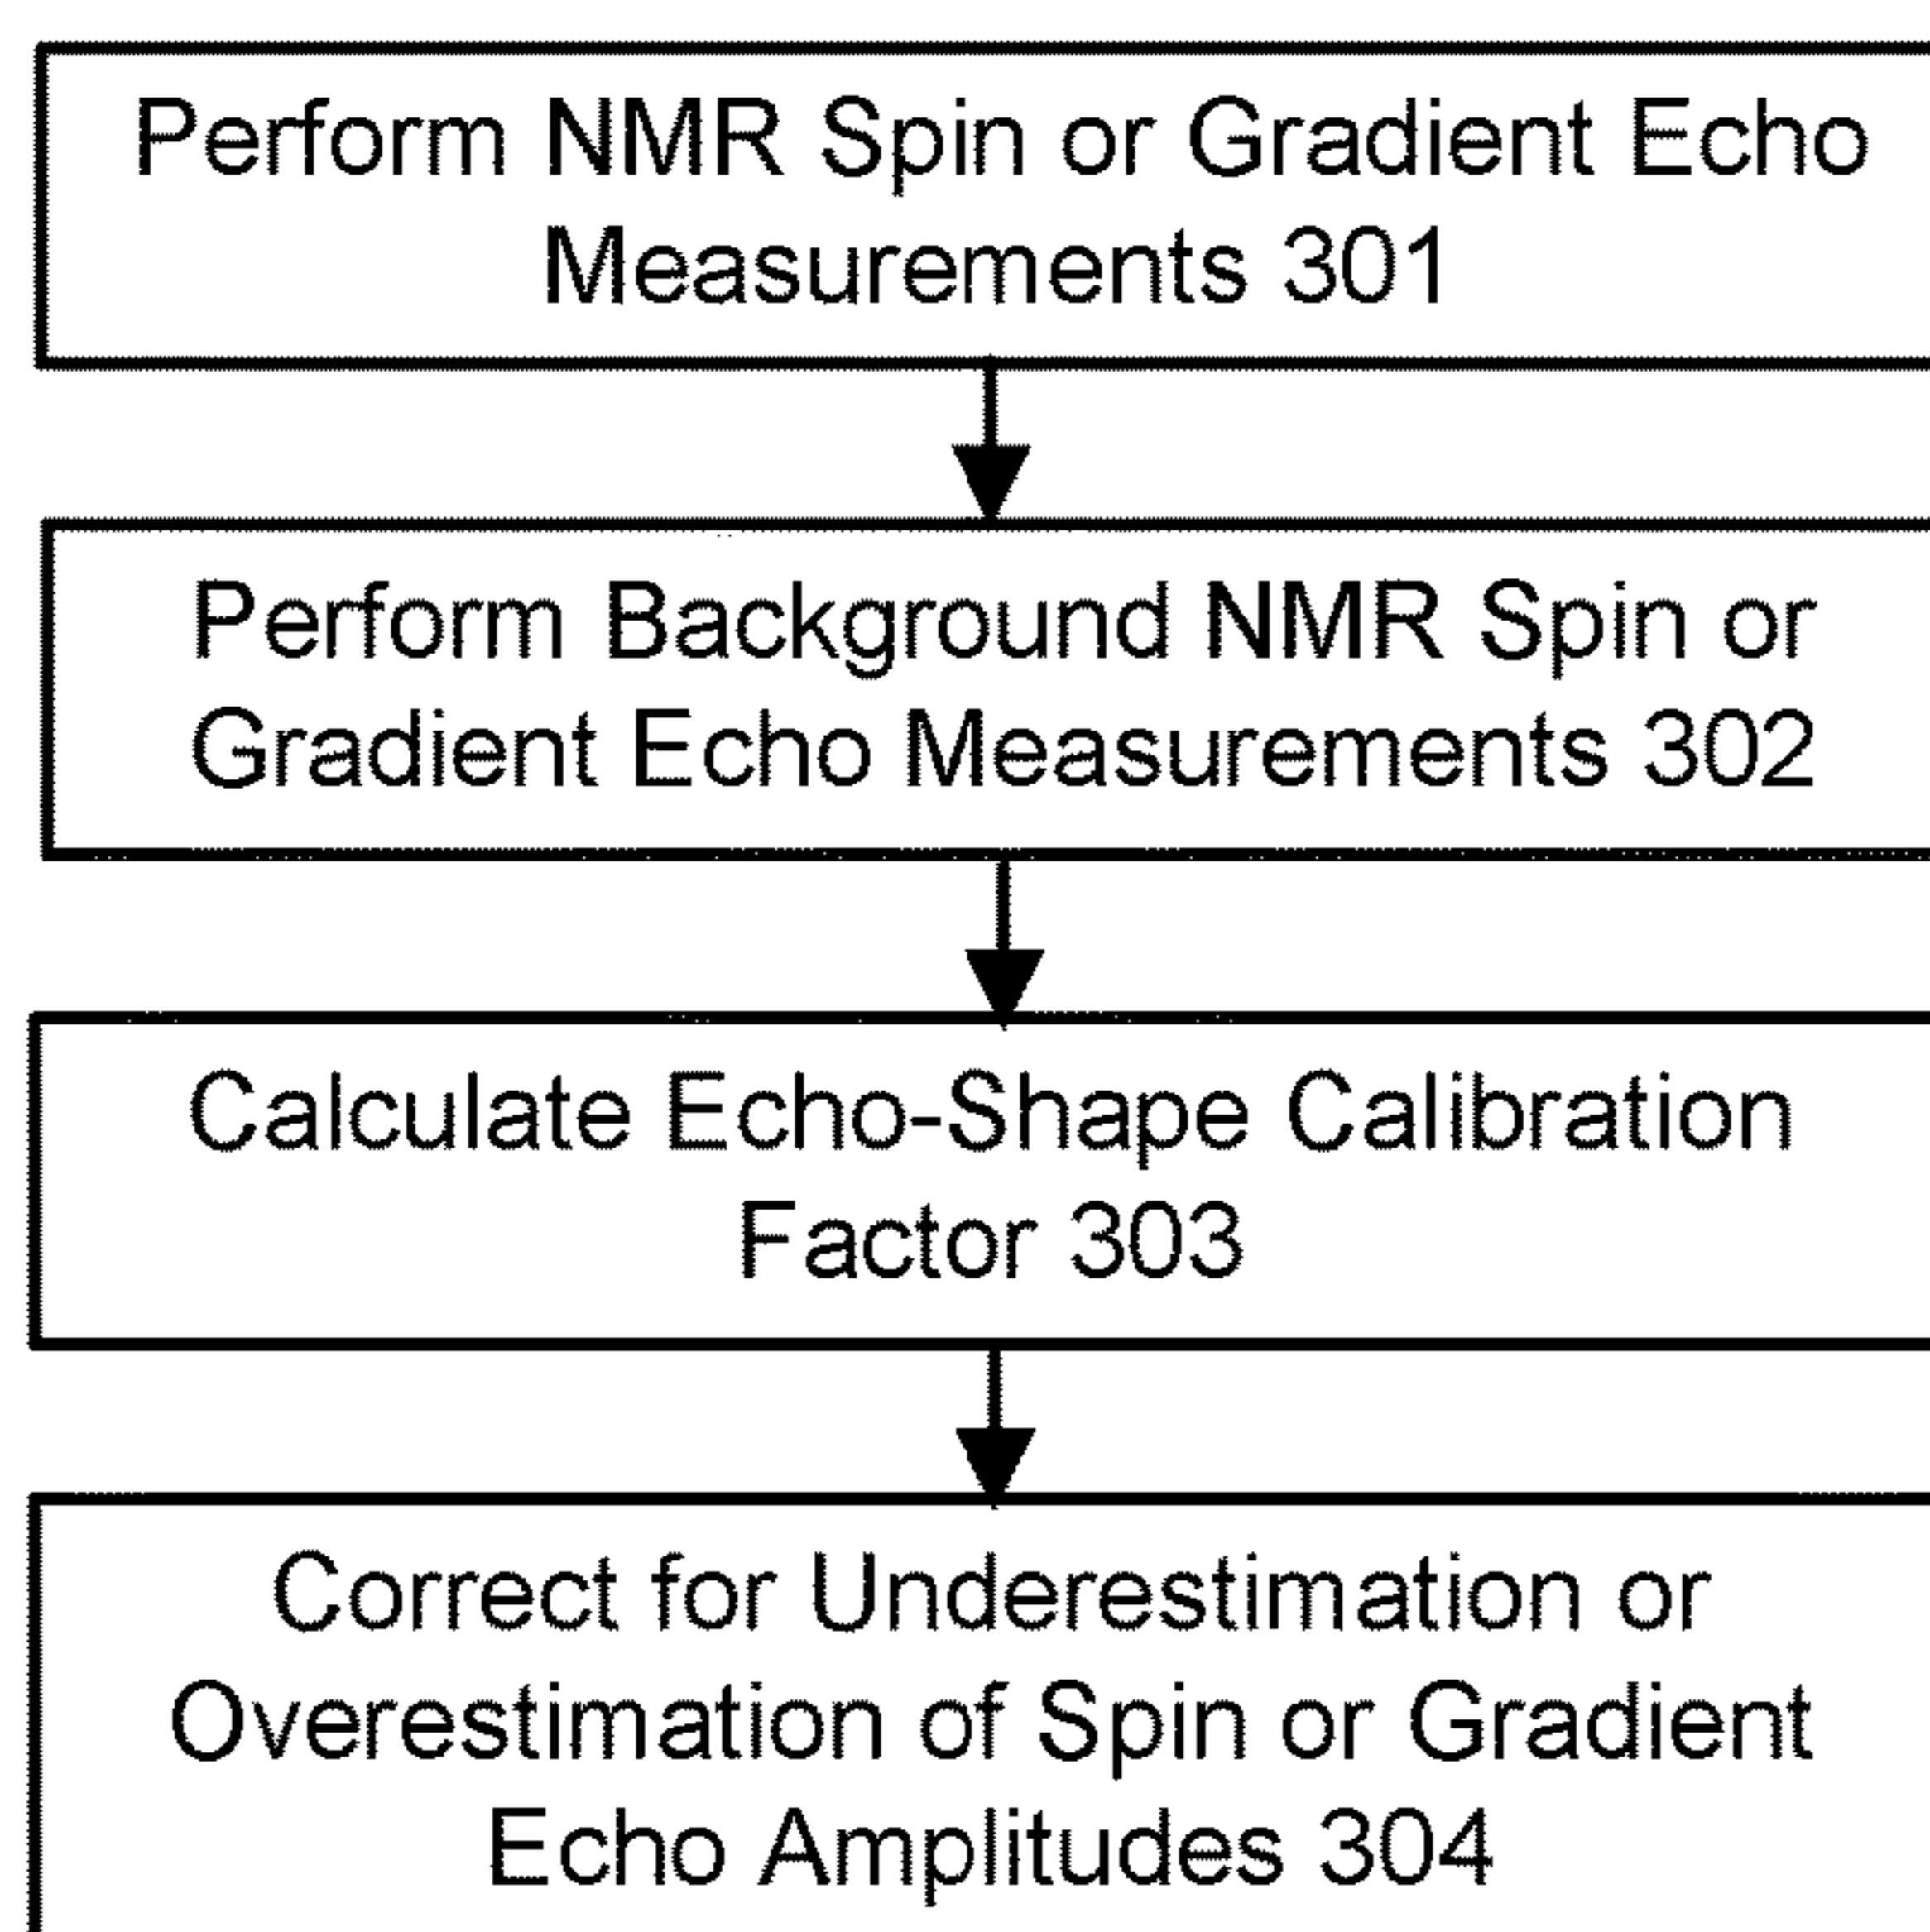 Perform NMR Spin or Gradient Echo
Measurements 301
Perform Background NMR Spin or
Gradient Echo Measurements 302
Calculate Echo-Shape Calibration
Factor 303
Correct for Underestimation or
Overestimation of Spin or Gradient
Echo Amplitudes 304